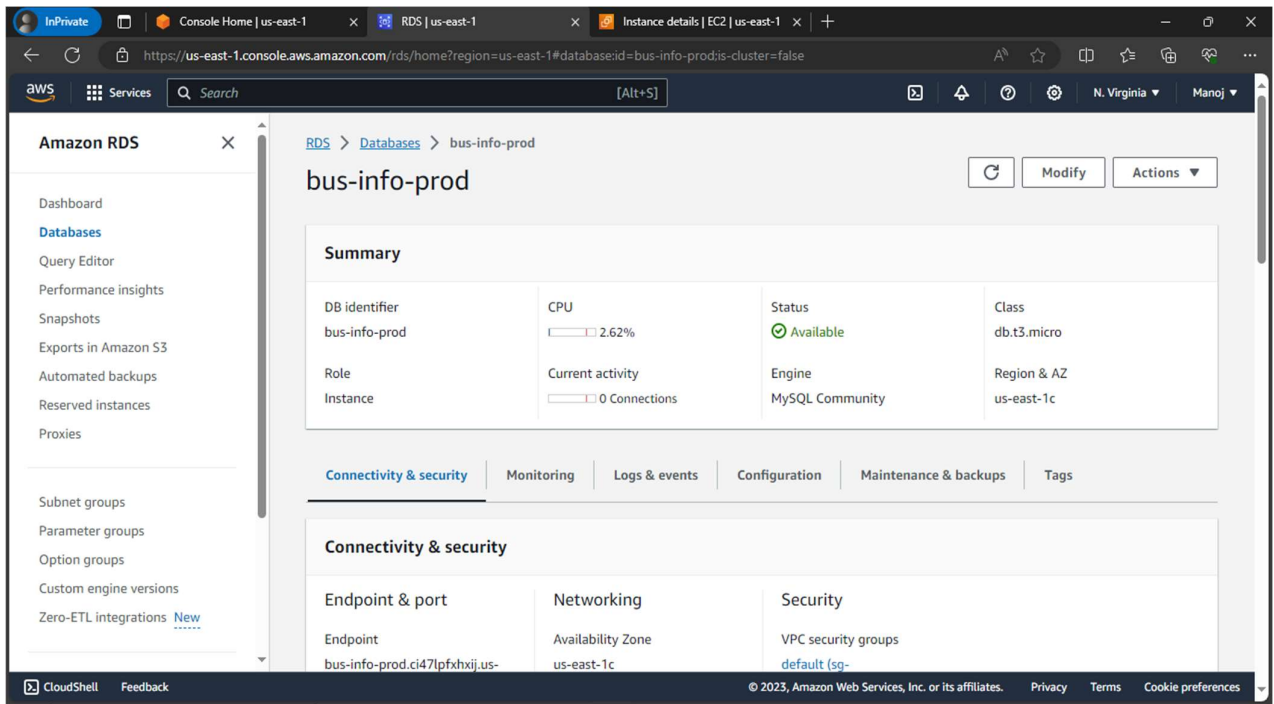 InPrivate
Console Home | us-east-1
RDS | us-east-1
Instance details | EC2 | us-east-1
https://us-east-1.console.aws.amazon.com/rds/home?region=us-east-1#database:id=bus-info-prod;is-cluster=false
aws Services Search [Alt+S] N. Virginia ▼ Manoj ▼
Amazon RDS
Dashboard
Databases
Query Editor
Performance insights
Snapshots
Exports in Amazon S3
Automated backups
Reserved instances
Proxies
Subnet groups
Parameter groups
Option groups
Custom engine versions
Zero-ETL integrations New
RDS > Databases > bus-info-prod
bus-info-prod
Modify Actions ▼
Summary
DB identifier
bus-info-prod
CPU
2.62%
Status
Available
Class
db.t3.micro
Role
Instance
Current activity
0 Connections
Engine
MySQL Community
Region & AZ
us-east-1c
Connectivity & security Monitoring Logs & events Configuration Maintenance & backups Tags
Connectivity & security
Endpoint & port
Endpoint
bus-info-prod.ci47lpfxhxij.us-
Networking
Availability Zone
us-east-1c
Security
VPC security groups
default (sg-
CloudShell Feedback © 2023, Amazon Web Services, Inc. or its affiliates. Privacy Terms Cookie preferences